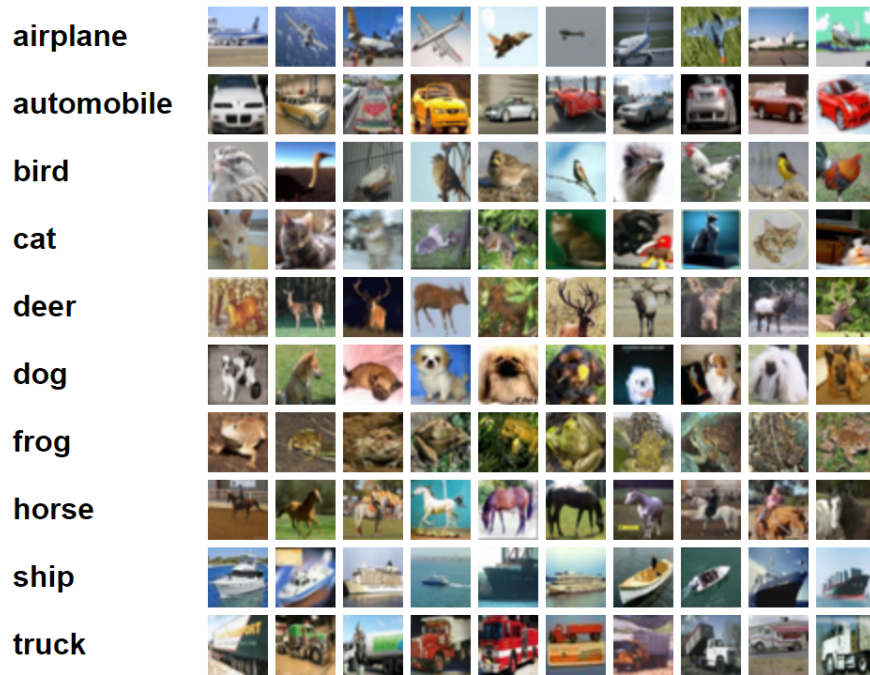 airplane
automobile
bird
cat
deer
dog
frog
horse
ship
truck